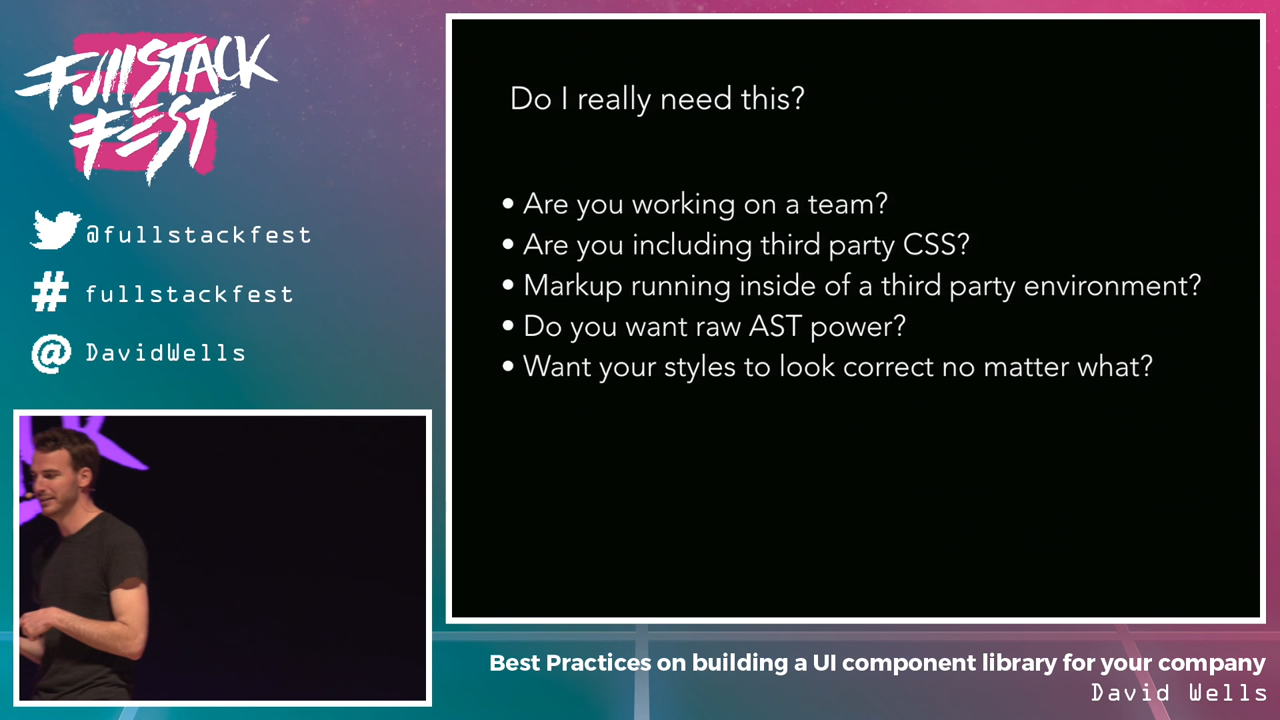 FullSTACK
FEST
@fullstackfest
# fullstackfest
@ DavidWells
Do I really need this?
• Are you working on a team?
• Are you including third party CSS?
• Markup running inside of a third party environment?
• Do you want raw AST power?
• Want your styles to look correct no matter what?
Best Practices on building a UI component library for your company
David Wells